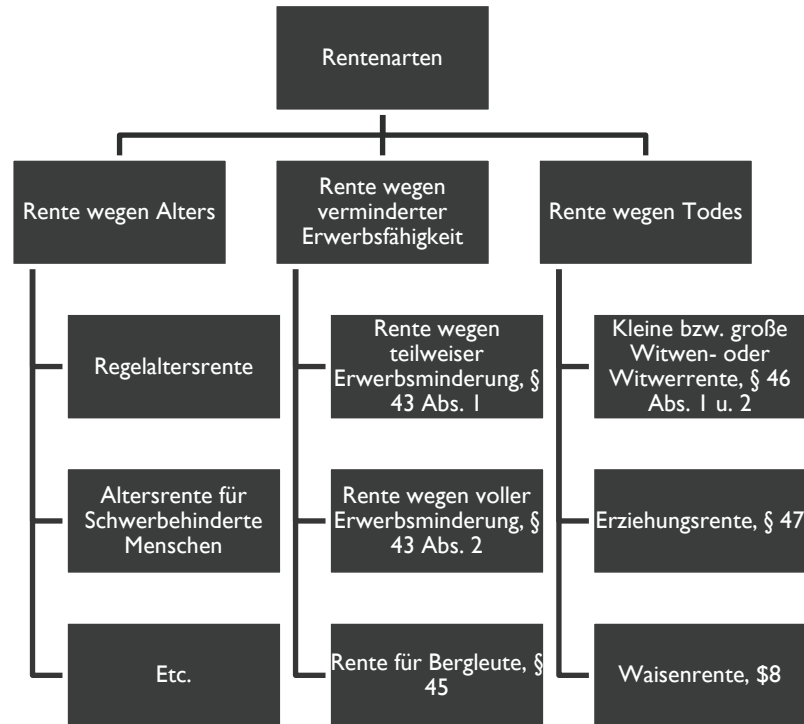 Rentenarten
Rente wegen Alters
Regelaltersrente
Altersrente für
Schwerbehinderte
Menschen
Etc.
Rente wegen
verminderter
Erwerbsfähigkeit
Rente wegen
teilweiser
Erwerbsminderung, §
43 Abs. 1
Rente wegen voller
Erwerbsminderung, §
43 Abs. 2
Rente für Bergleute, §
45
Rente wegen Todes
Kleine bzw. große
Witwen- oder
Witwerrente, § 46
Abs. 1 u. 2
Erziehungsrente, § 47
Waisenrente, $8